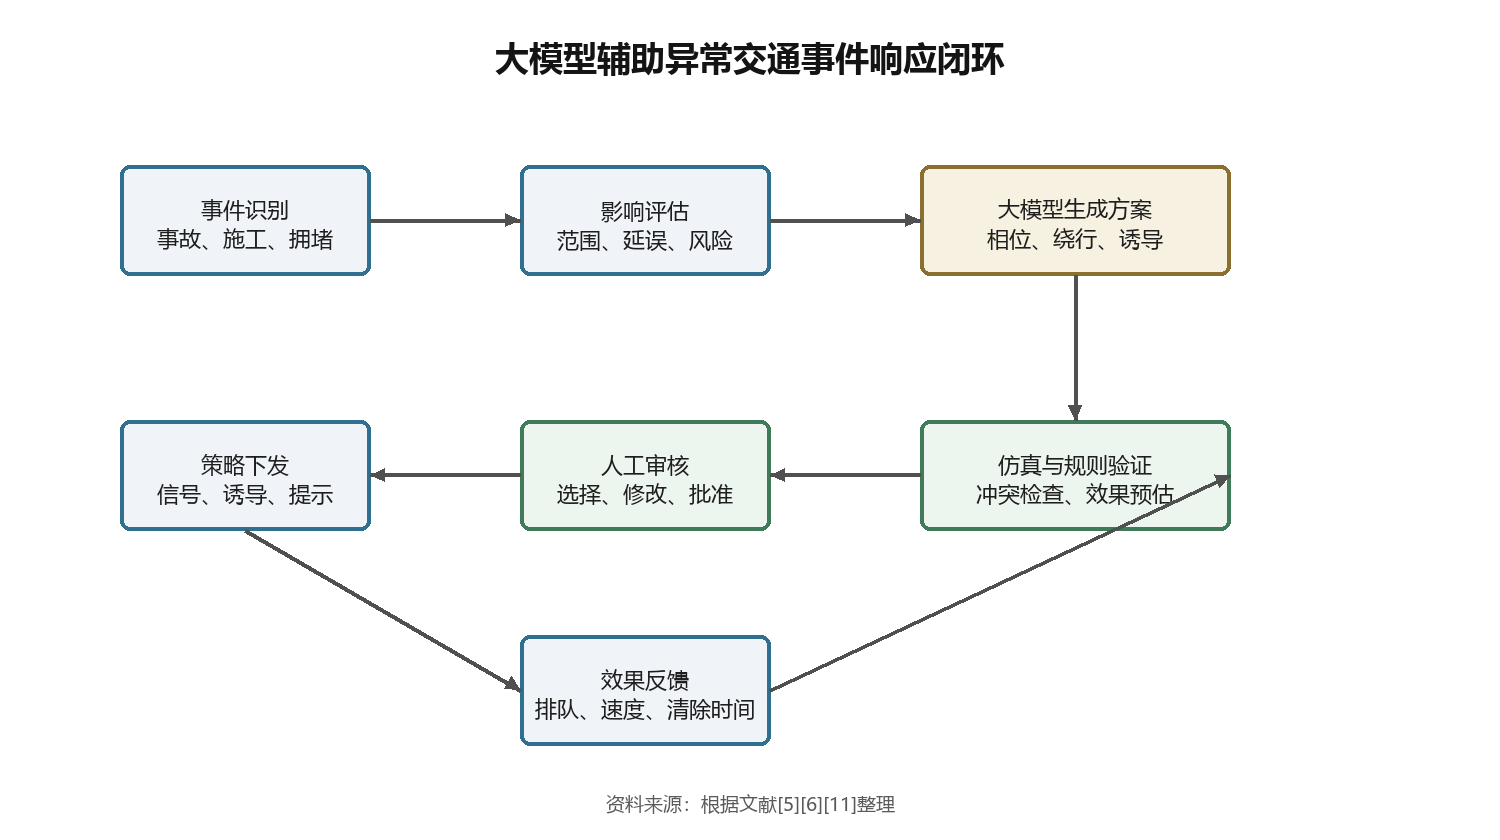 大模型辅助异常交通事件响应闭环
事件识别
事故、施工、拥堵
影响评估
范围、延误、风险
大模型生成方案
相位、绕行、诱导
策略下发
信号、诱导、提示
人工审核
选择、修改、批准
仿真与规则验证
冲突检查、效果预估
效果反馈
排队、速度、清除时间
资料来源：根据文献[5][6][11]整理